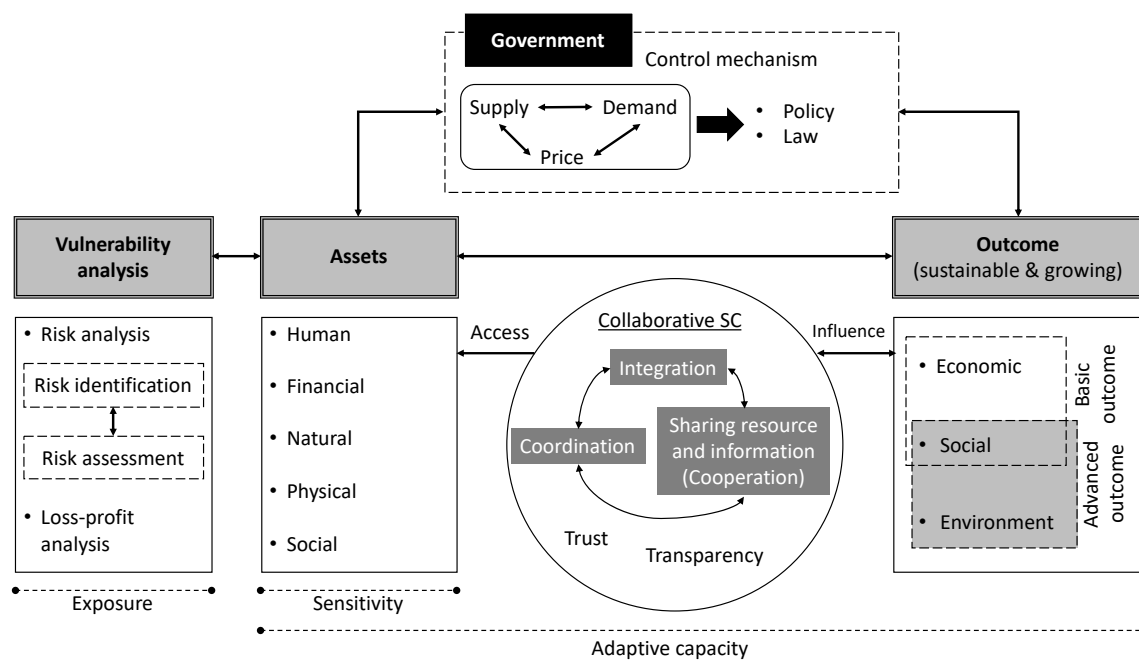 Government
Control mechanism
Supply
Demand
Price
• Policy
• Law
Vulnerability
analysis
Assets
Outcome
(sustainable & growing)
• Risk analysis
Risk identification
Risk assessment
• Loss-profit
analysis
• Human
• Financial
• Natural
• Physical
• Social
Access
Collaborative SC
Integration
Coordination
Sharing resource
and information
(Cooperation)
Trust
Transparency
Influence
• Economic
• Social
• Environment
Basic
outcome
Advanced
outcome
Exposure
Sensitivity
Adaptive capacity